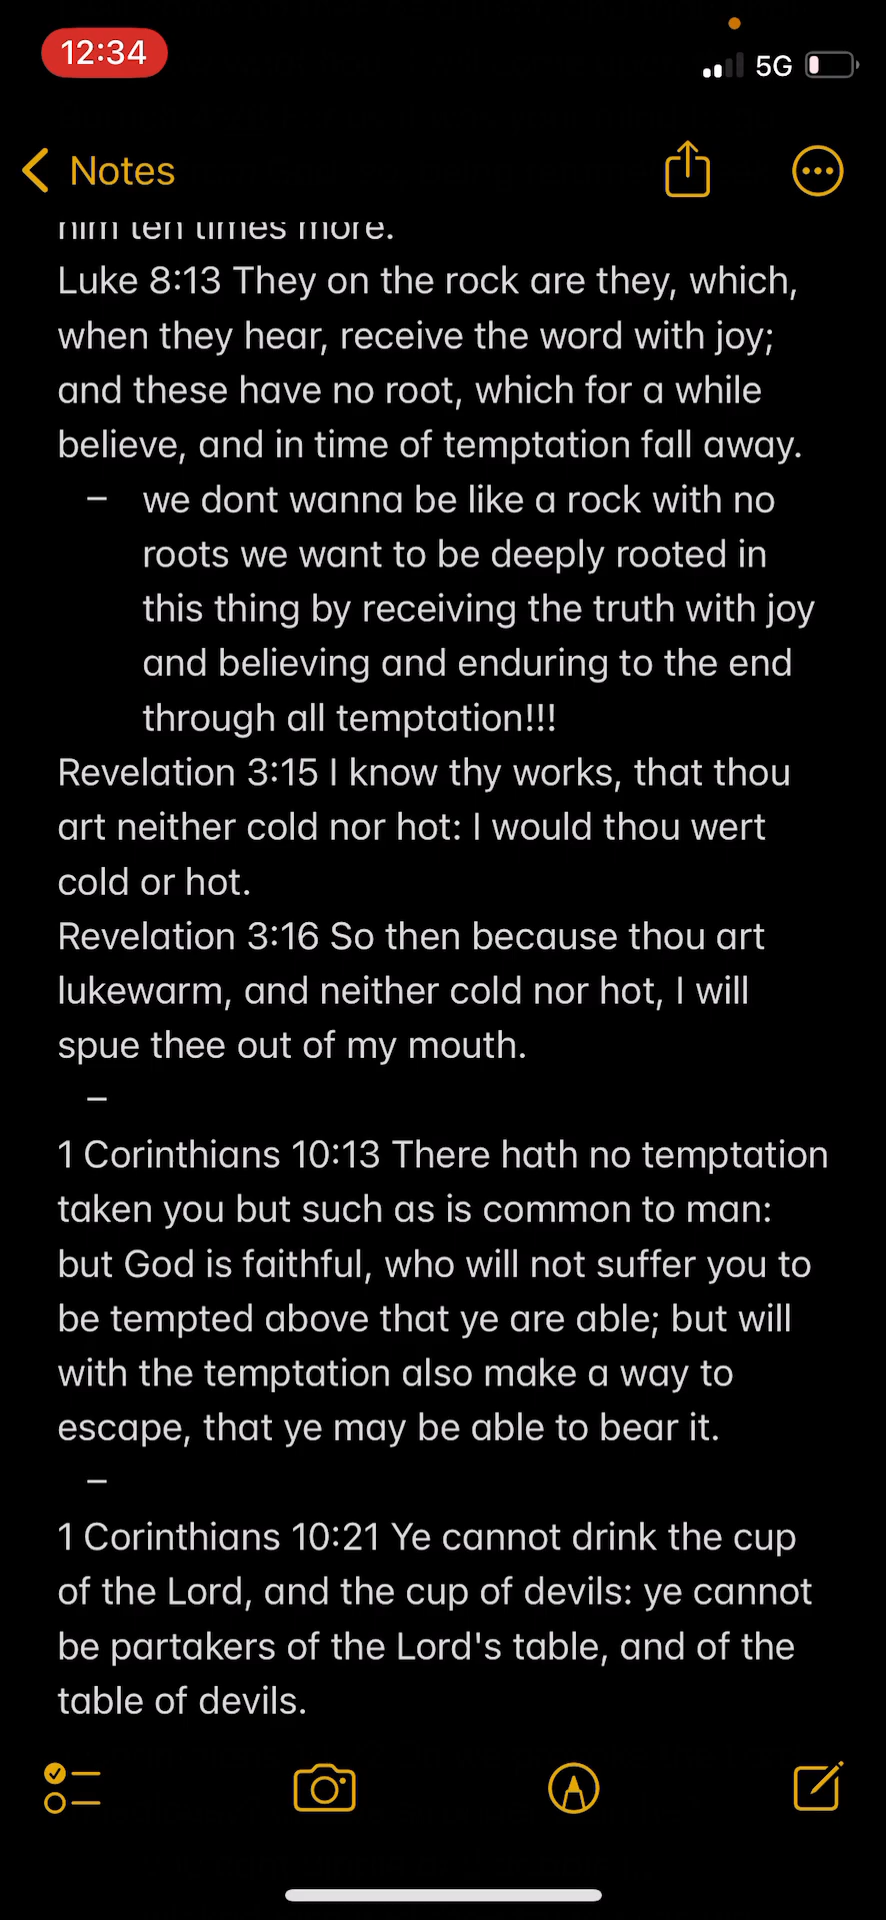 12:34
5G
Notes
him ten times more.
Luke 8:13 They on the rock are they, which,
when they hear, receive the word with joy;
and these have no root, which for a while
believe, and in time of temptation fall away.
– we dont wanna be like a rock with no
roots we want to be deeply rooted in
this thing by receiving the truth with joy
and believing and enduring to the end
through all temptation!!!
Revelation 3:15 I know thy works, that thou
art neither cold nor hot: I would thou wert
cold or hot.
Revelation 3:16 So then because thou art
lukewarm, and neither cold nor hot, I will
spue thee out of my mouth.
–
1 Corinthians 10:13 There hath no temptation
taken you but such as is common to man:
but God is faithful, who will not suffer you to
be tempted above that ye are able; but will
with the temptation also make a way to
escape, that ye may be able to bear it.
–
1 Corinthians 10:21 Ye cannot drink the cup
of the Lord, and the cup of devils: ye cannot
be partakers of the Lord's table, and of the
table of devils.